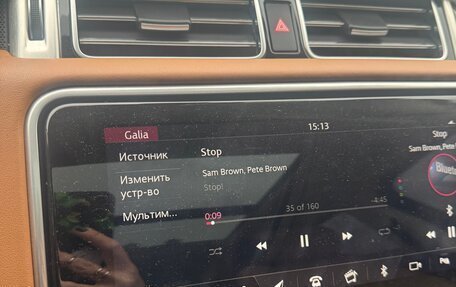 15:13
Galia
Stop
Источник
Stop
Sam Brown, Pete
Изменить
устр-во
Sam Brown, Pete Brown
Stop!
Мультим...
0:09
35 of 160
-4:45